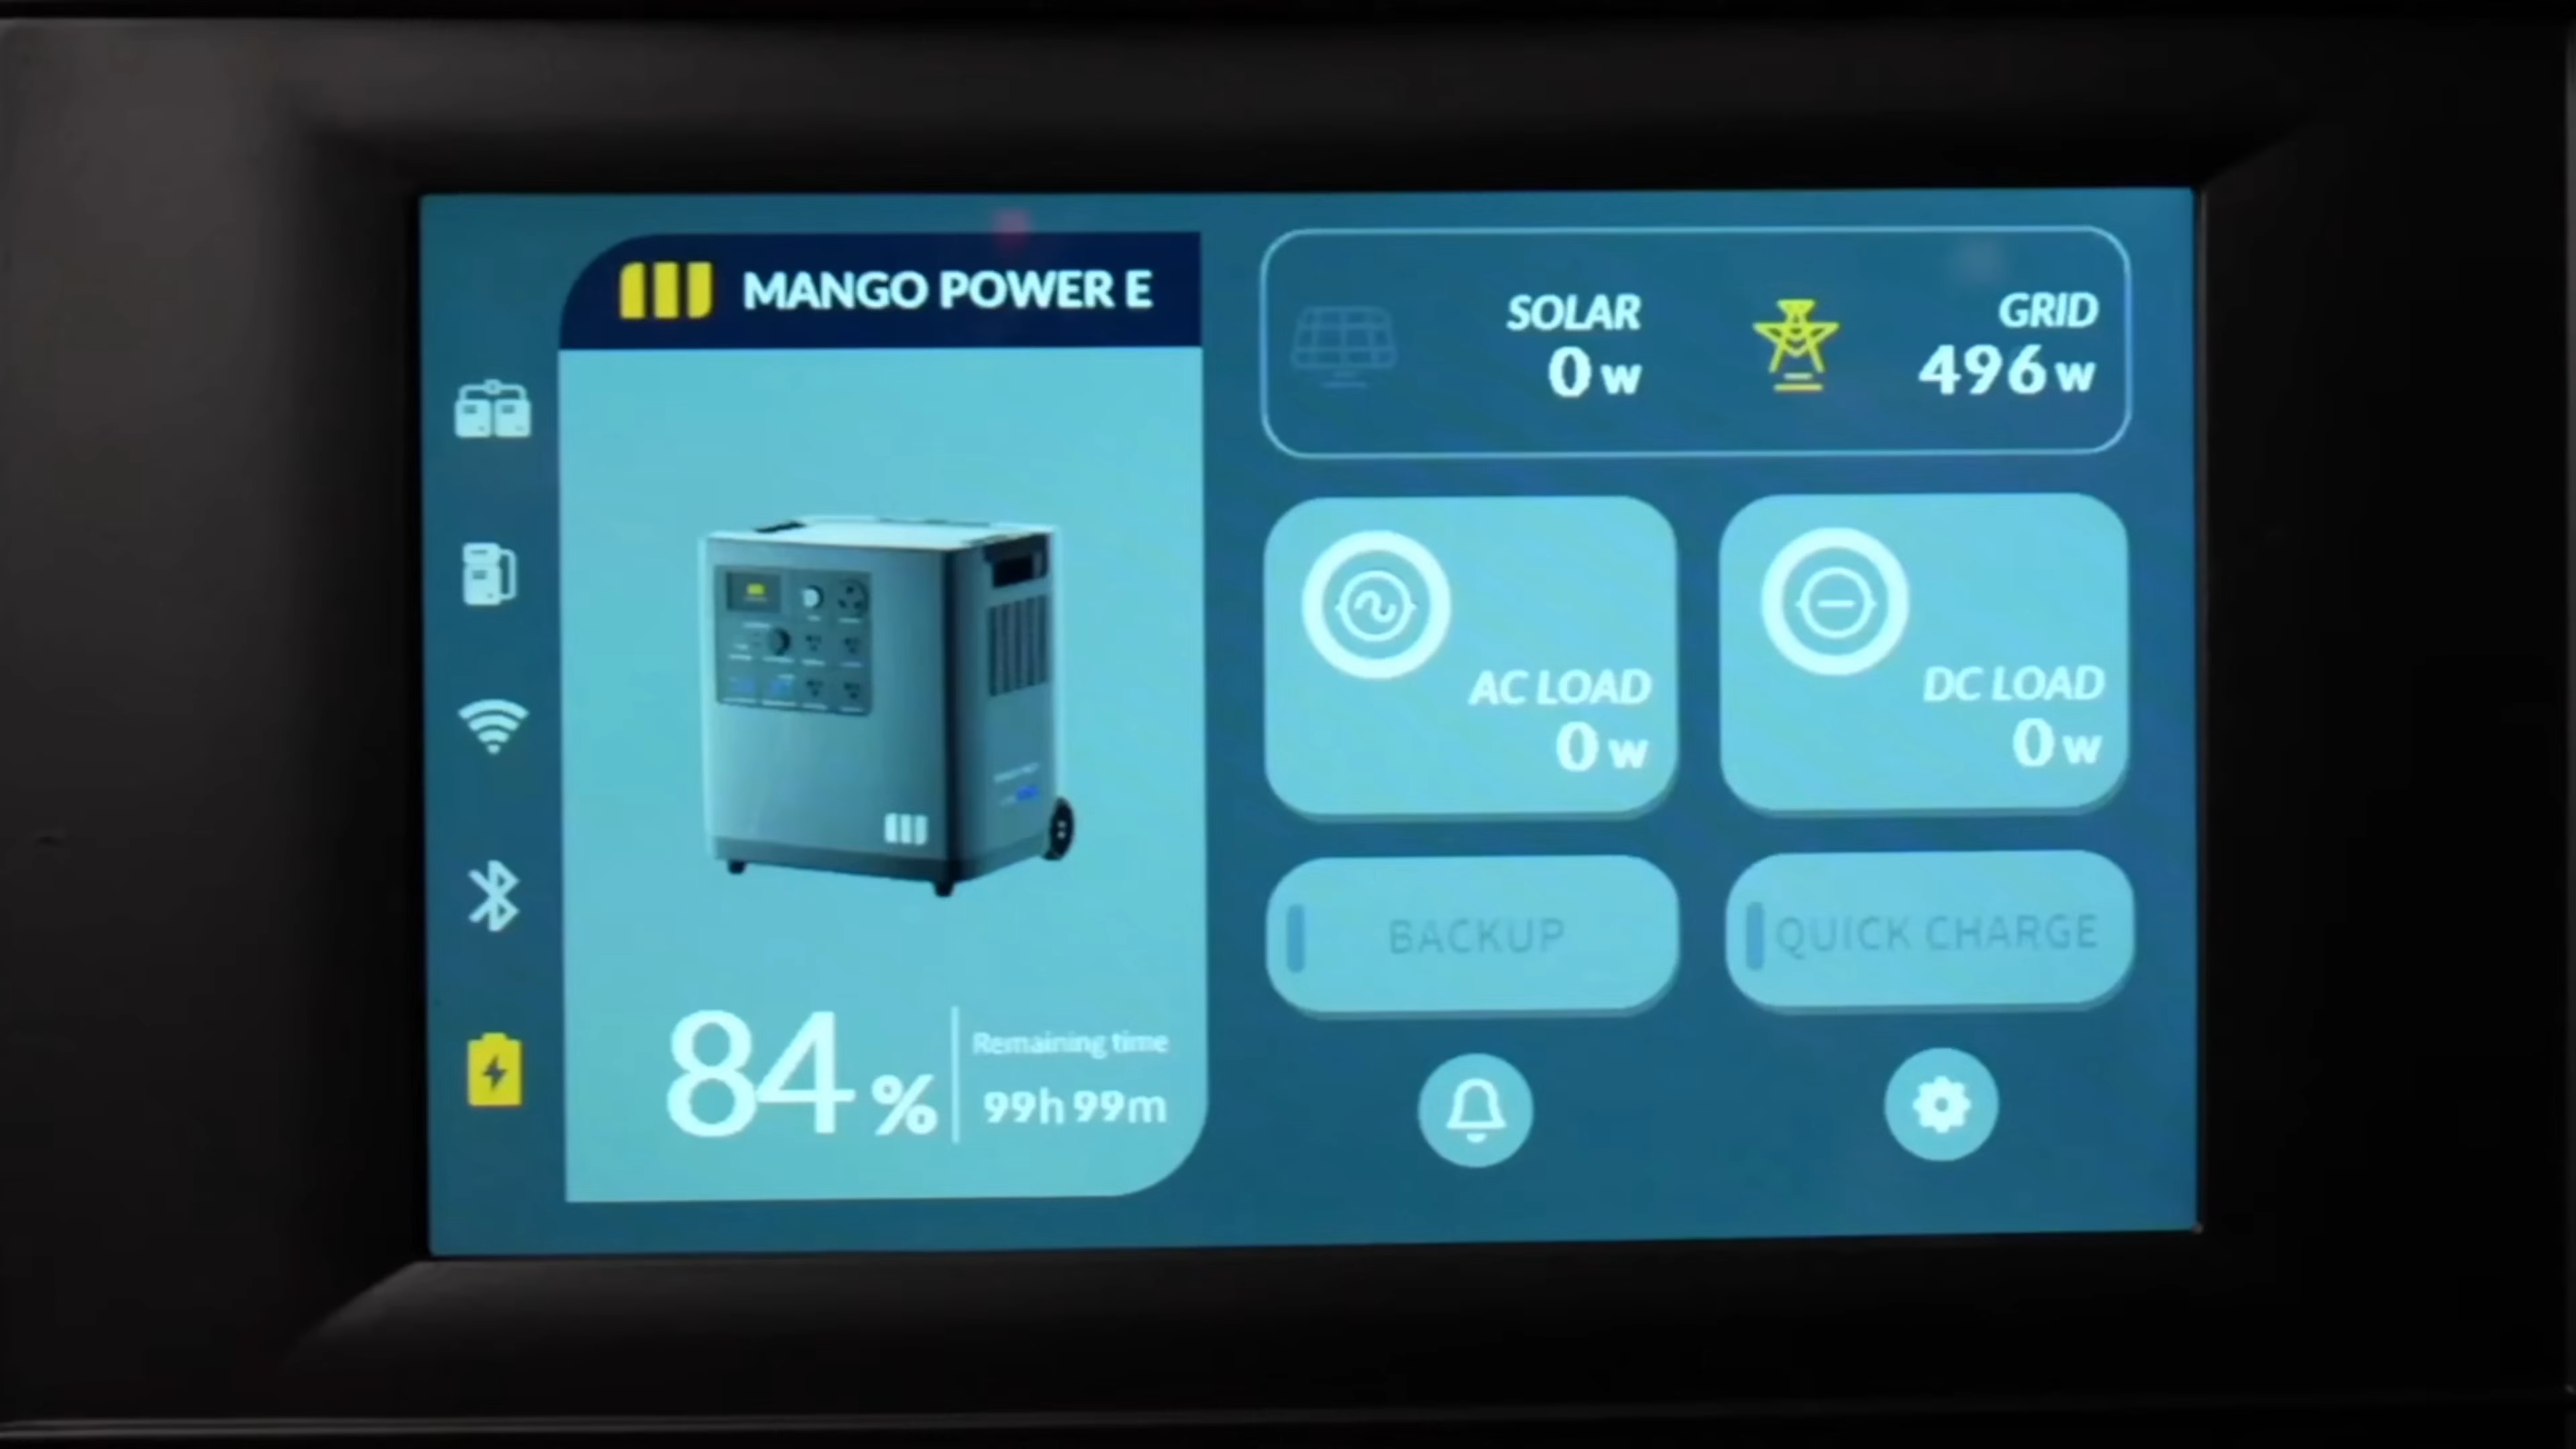 MANGO POWER E
84 %
Remaining time
99h 99m
SOLAR
0 w
GRID
496 w
AC LOAD
0 w
DC LOAD
0 w
BACKUP
QUICK CHARGE